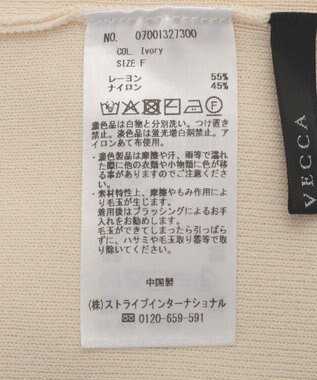 NO. 07001327300
COL. Ivory
SIZE F
レーヨン 55%
ナイロン 45%
濃色品は白物と分別洗い。つけ置き禁止。淡色品は蛍光増白剤禁止。アイロンあて布使用。
・濃色製品は摩擦や汗、雨等で濡れた際に他の衣類や小物類に色が移る事がありますのでご注意ください。
・素材特性上、摩擦やもみ作用により毛玉が生じます。
着用後はブラッシングによるお手入れをお勧めします。
毛玉ができてしまったら引っぱらずに、ハサミや毛玉取り器等で取り除いてください。
中国製
(株)ストライプインターナショナル
0120-659-591
VECCA